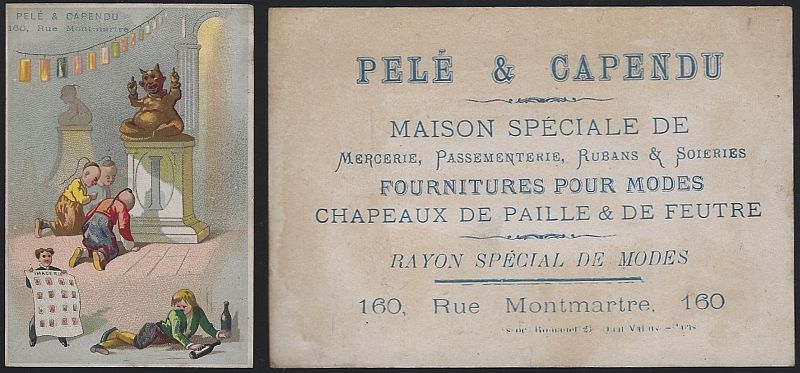 PELÉ & CAPENDU
160, Rue Montmartre
I
IMAGERIE
PELÉ & CAPENDU
MAISON SPÉCIALE DE
MERCERIE, PASSEMENTERIE, RUBANS & SOIERIES
FOURNITURES POUR MODES
CHAPEAUX DE PAILLE & DE FEUTRE
RAYON SPÉCIAL DE MODES
160, Rue Montmartre, 160
Paris